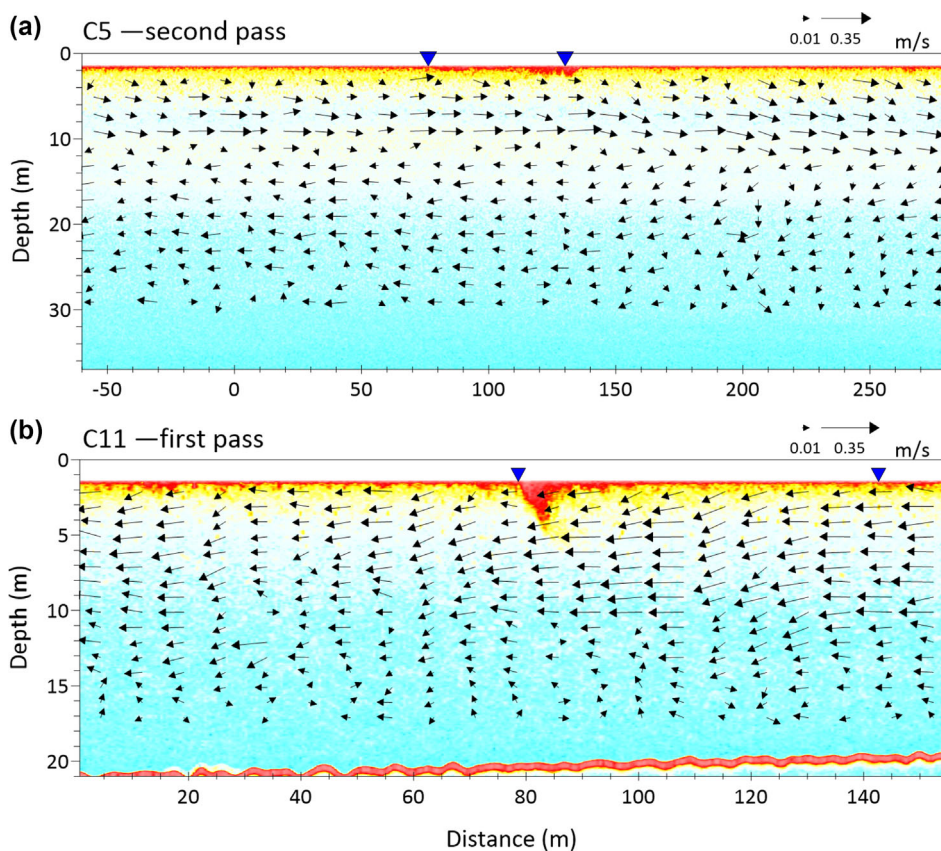 (a) C5 —second pass
0.01 0.35 m/s
0
10
20
30
Depth (m)
-50 0 50 100 150 200 250
(b) C11 —first pass
0.01 0.35 m/s
0
5
10
15
20
Depth (m)
20 40 60 80 100 120 140
Distance (m)